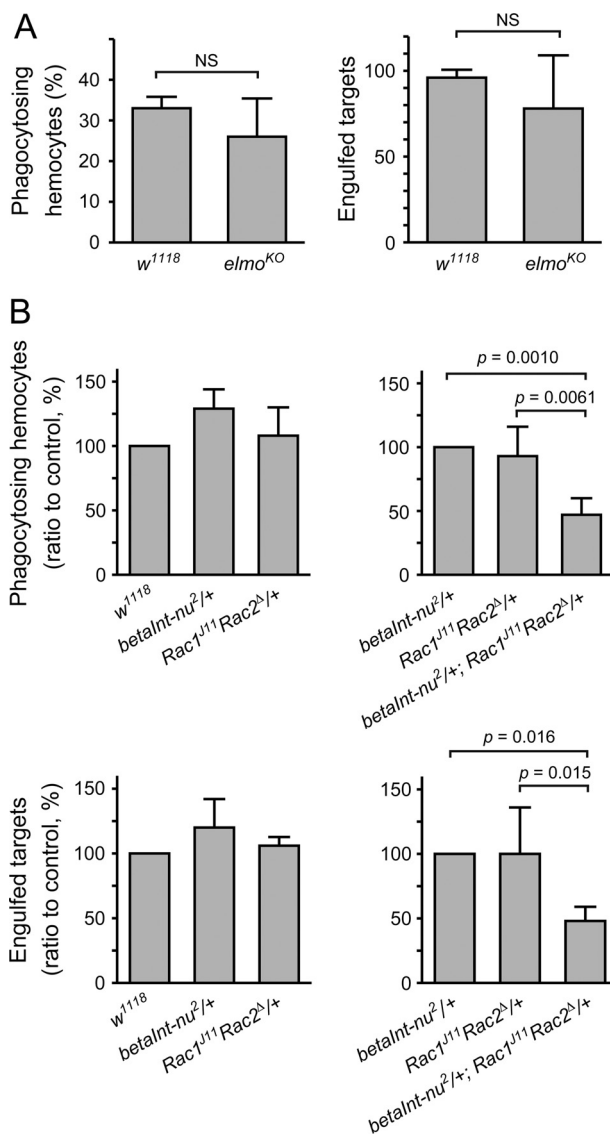 A
Phagocytosing
hemocytes (%)
40
30
20
10
0
NS
w1118
elmoKO
Engulfed targets
100
50
0
NS
w1118
elmoKO
B
Phagocytosing hemocytes
(ratio to control, %)
150
100
50
0
w1118
betaInt-nu2/+
Rac1J11Rac2Δ/+
p = 0.0010
p = 0.0061
150
100
50
0
betaInt-nu2/+
Rac1J11Rac2Δ/+
betaInt-nu2/+; Rac1J11Rac2Δ/+
Engulfed targets
(ratio to control, %)
150
100
50
0
w1118
betaInt-nu2/+
Rac1J11Rac2Δ/+
p = 0.016
p = 0.015
150
100
50
0
betaInt-nu2/+
Rac1J11Rac2Δ/+
betaInt-nu2/+; Rac1J11Rac2Δ/+